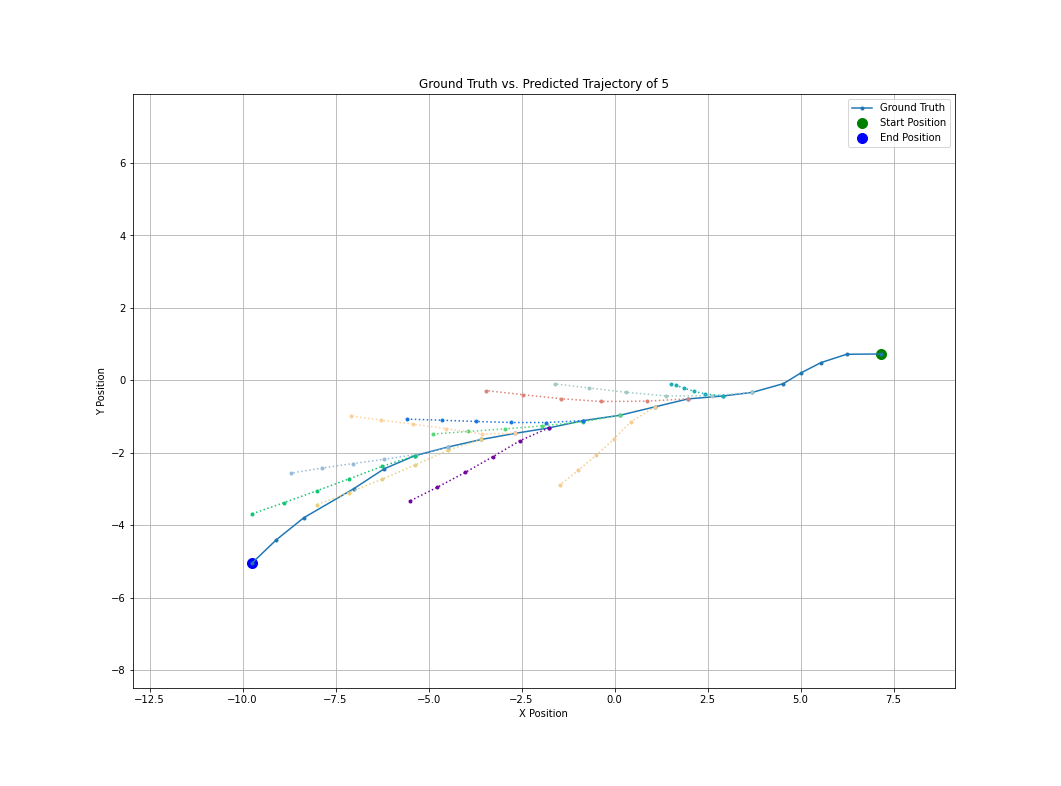 Ground Truth vs. Predicted Trajectory of 5
Ground Truth
Start Position
End Position
6
4
2
0
−2
−4
−6
−8
Y Position
−12.5 −10.0 −7.5 −5.0 −2.5 0.0 2.5 5.0 7.5
X Position